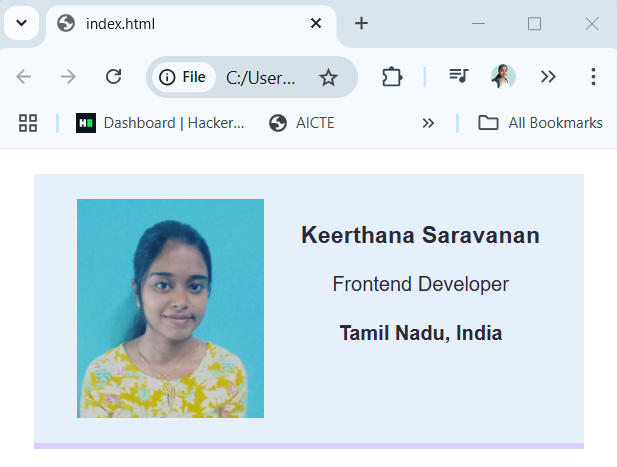 index.html
File C:/User...
Dashboard | Hacker... AICTE All Bookmarks
Keerthana Saravanan
Frontend Developer
Tamil Nadu, India